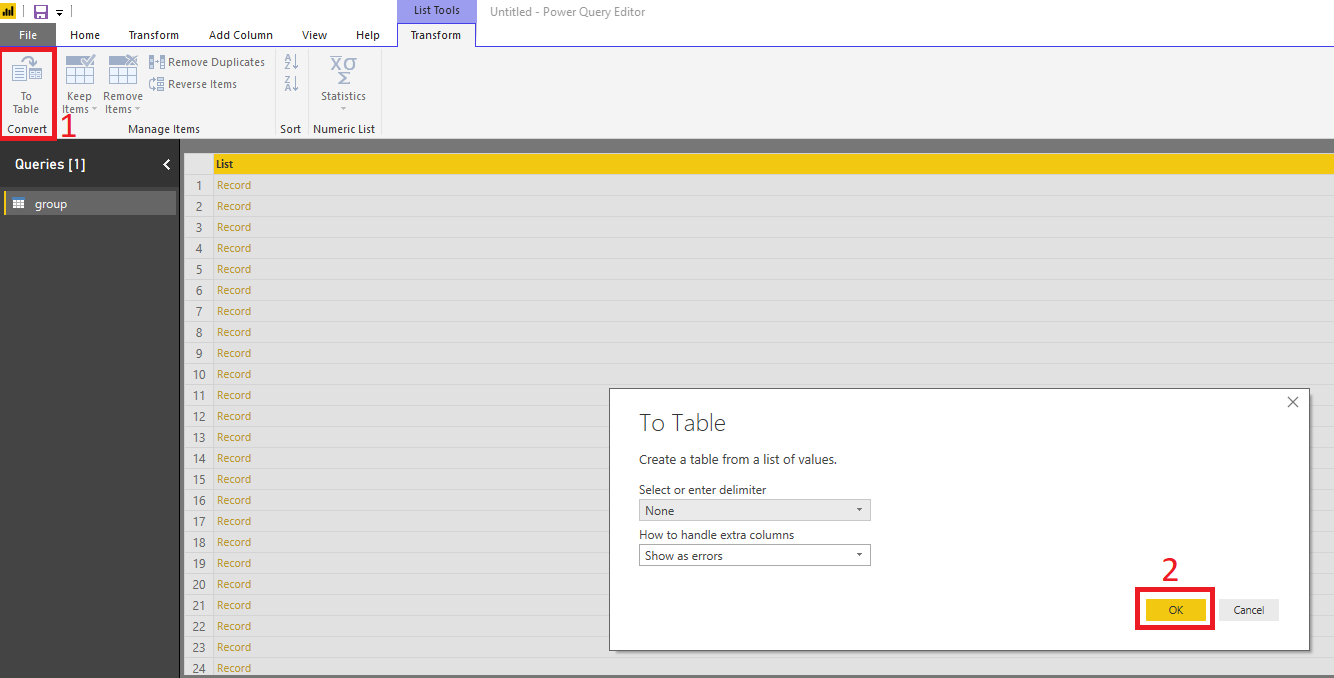 List Tools
Untitled - Power Query Editor
File Home Transform Add Column View Help Transform
To Table
Keep Items
Remove Items
Remove Duplicates
Reverse Items
A Z
Z A
X̅σ
Σ
Statistics
Convert Manage Items Sort Numeric List
1
Queries [1]
group
List
1 Record
2 Record
3 Record
4 Record
5 Record
6 Record
7 Record
8 Record
9 Record
10 Record
11 Record
12 Record
13 Record
14 Record
15 Record
16 Record
17 Record
18 Record
19 Record
20 Record
21 Record
22 Record
23 Record
24 Record
To Table
Create a table from a list of values.
Select or enter delimiter
None
How to handle extra columns
Show as errors
2
OK Cancel